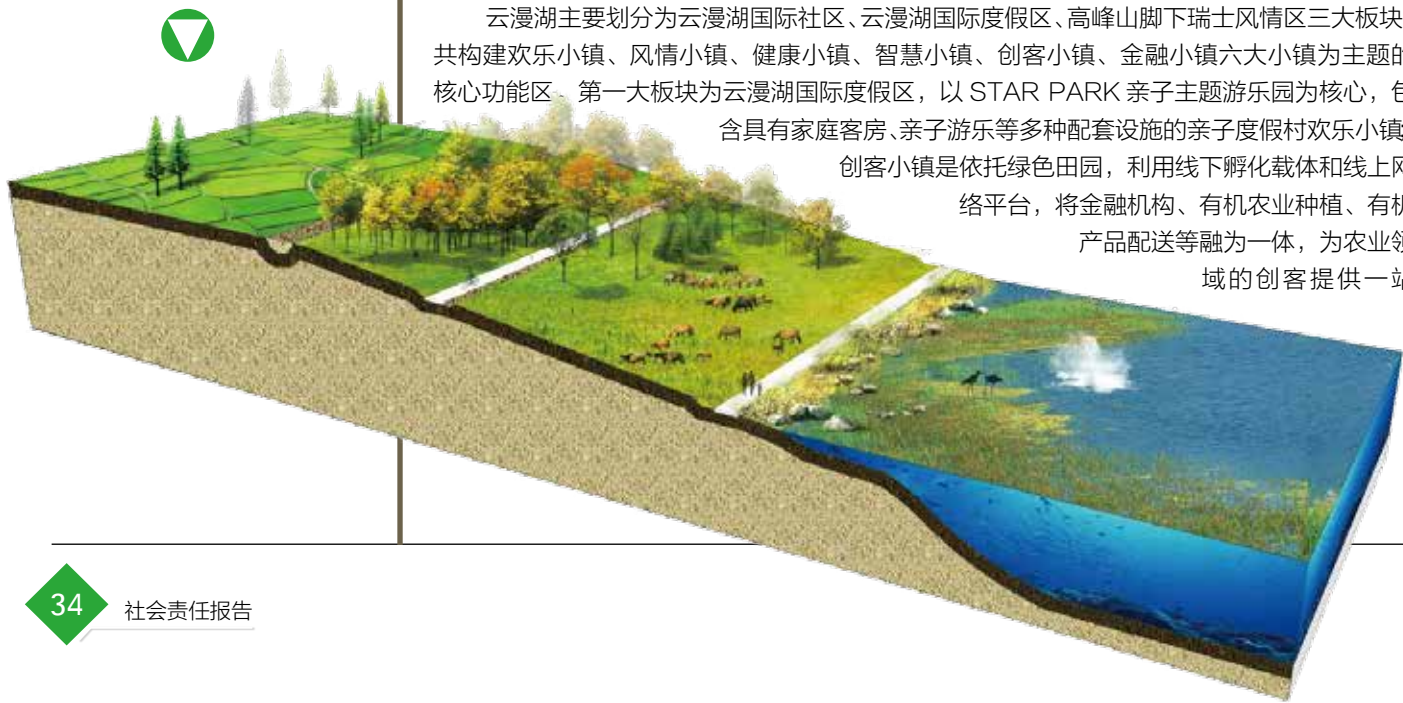 云漫湖主要划分为云漫湖国际社区、云漫湖国际度假区、高峰山脚下瑞士风情区三大板块
共构建欢乐小镇、风情小镇、健康小镇、智慧小镇、创客小镇、金融小镇六大小镇为主题的
核心功能区。第一大板块为云漫湖国际度假区，以 STAR PARK 亲子主题游乐园为核心，包
含具有家庭客房、亲子游乐等多种配套设施的亲子度假村欢乐小镇
创客小镇是依托绿色田园，利用线下孵化载体和线上网
络平台，将金融机构、有机农业种植、有机
产品配送等融为一体，为农业领
域的创客提供一站
34 社会责任报告